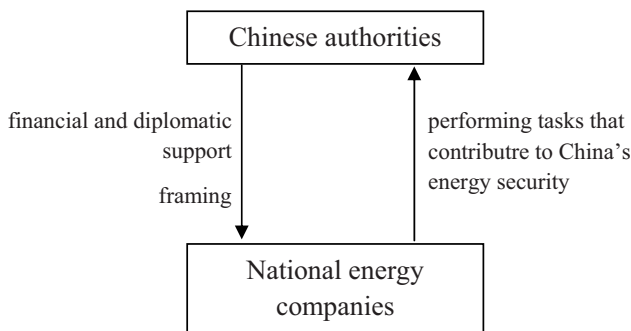 Chinese authorities
financial and diplomatic
support
framing
performing tasks that
contributre to China’s
energy security
National energy
companies